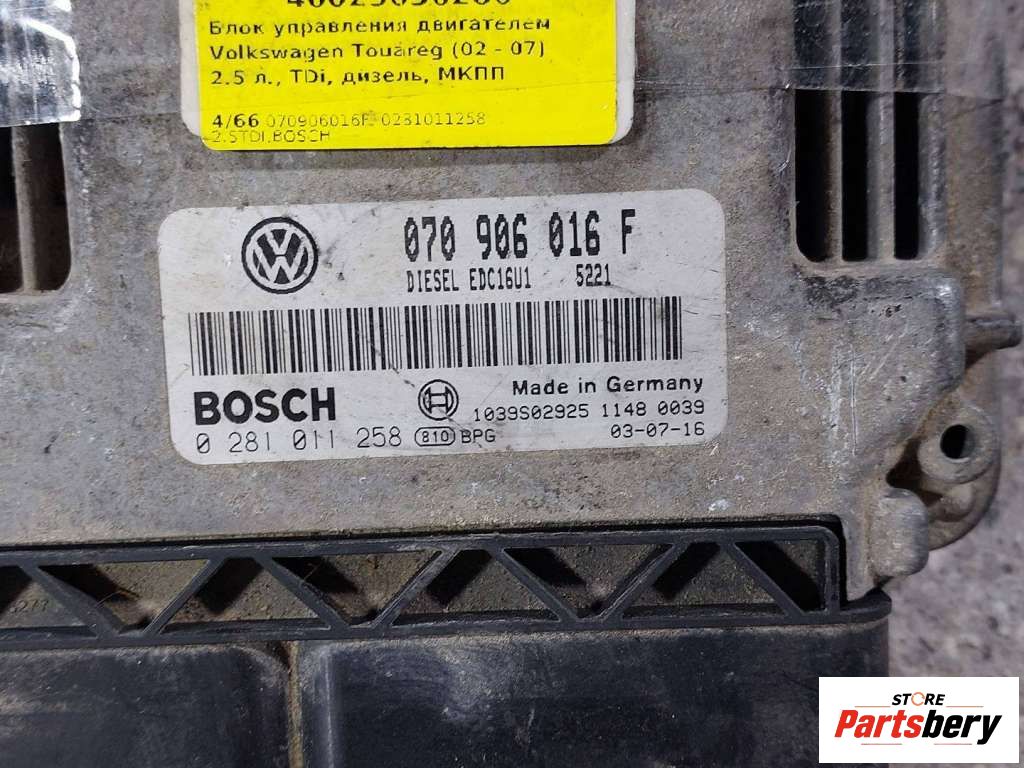 Блок управления двигателем
Volkswagen Touareg (02 - 07)
2.5 л., TDi, дизель, МКПП
4/66 070906016F 0281011258
2.5TDI,BOSCH
070 906 016 F
DIESEL EDC16U1 5221
BOSCH
Made in Germany
1039S02925 1148 0039
0 281 011 258 810 BPG 03-07-16
STORE
Partsbery